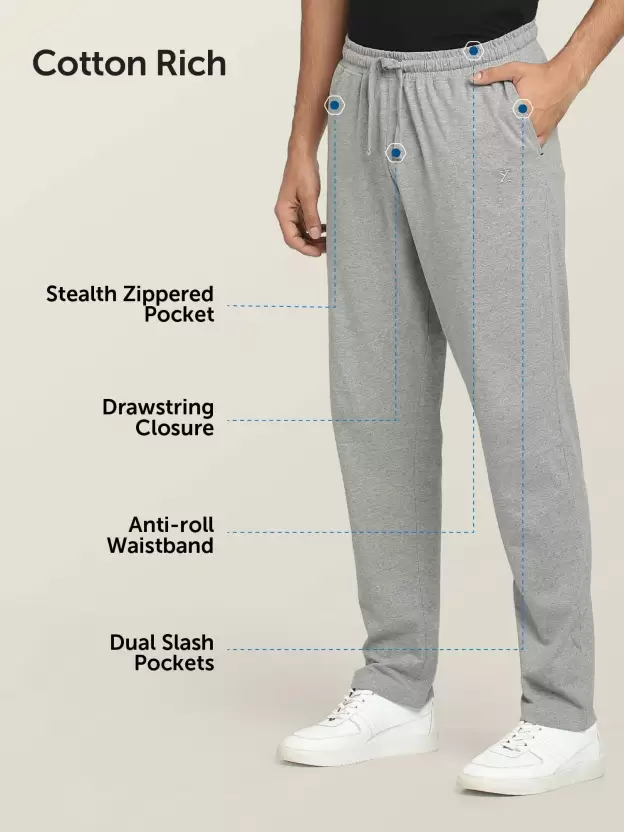 Cotton Rich
Stealth Zippered
Pocket
Drawstring
Closure
Anti-roll
Waistband
Dual Slash
Pockets